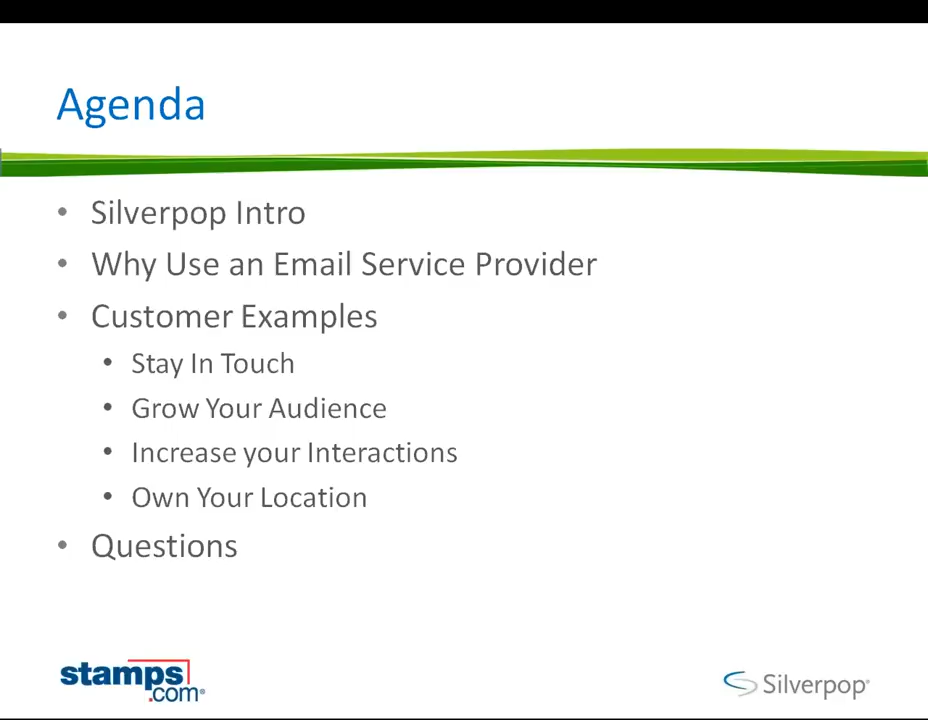 Agenda
• Silverpop Intro
• Why Use an Email Service Provider
• Customer Examples
• Stay In Touch
• Grow Your Audience
• Increase your Interactions
• Own Your Location
• Questions
stamps
.com®
Silverpop®